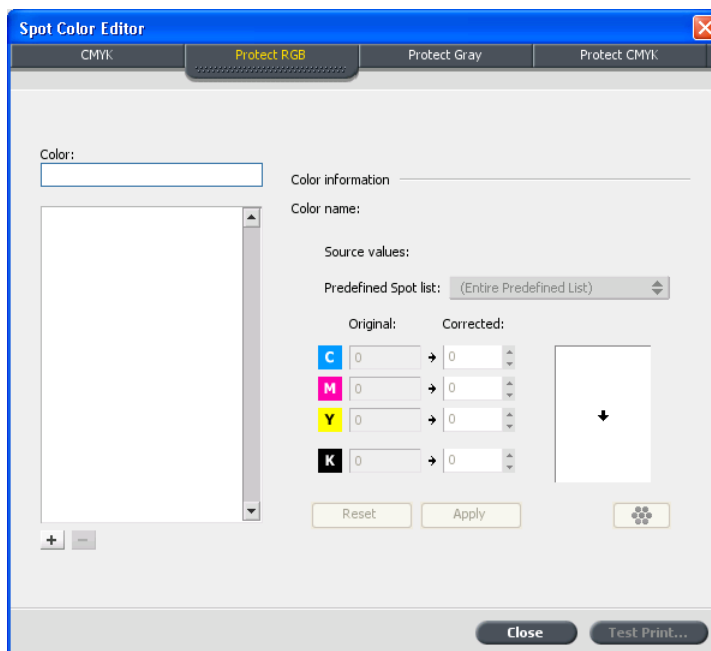 Spot Color Editor
CMYK Protect RGB Protect Gray Protect CMYK
Color:
Color information
Color name:
Source values:
Predefined Spot list: (Entire Predefined List)
Original: Corrected:
C 0 0
M 0 0
Y 0 0
K 0 0
Reset Apply
Close Test Print...